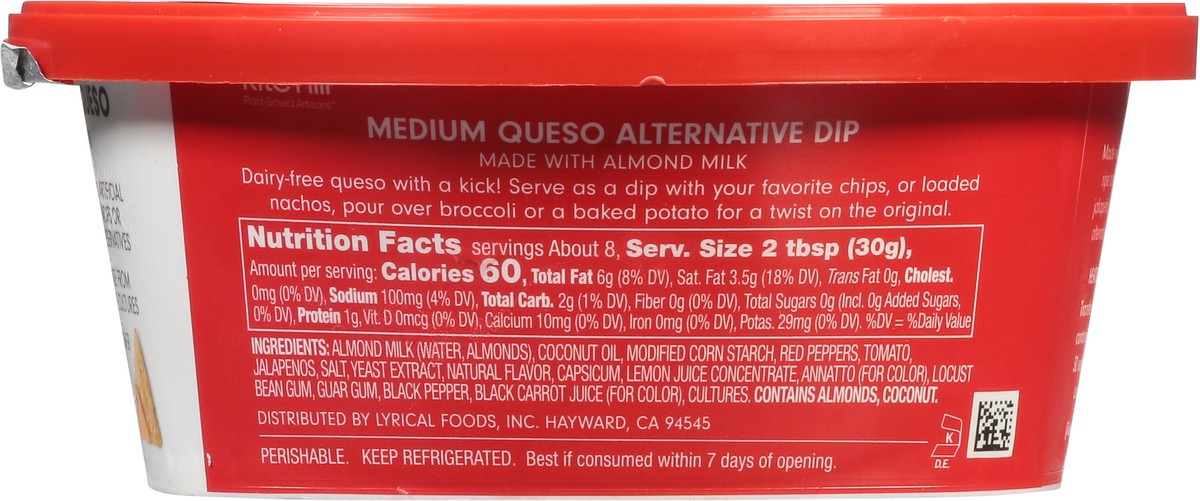 UESO
Plant-Based Artisans™
MEDIUM QUESO ALTERNATIVE DIP
MADE WITH ALMOND MILK
Dairy-free queso with a kick! Serve as a dip with your favorite chips, or loaded
nachos, pour over broccoli or a baked potato for a twist on the original.
Nutrition Facts servings About 8, Serv. Size 2 tbsp (30g),
Amount per serving: Calories 60, Total Fat 6g (8% DV), Sat. Fat 3.5g (18% DV), Trans Fat 0g, Cholest.
0mg (0% DV), Sodium 100mg (4% DV), Total Carb. 2g (1% DV), Fiber 0g (0% DV), Total Sugars 0g (Incl. 0g Added Sugars,
0% DV), Protein 1g, Vit. D 0mcg (0% DV), Calcium 10mg (0% DV), Iron 0mg (0% DV), Potas. 29mg (0% DV). %DV = %Daily Value
INGREDIENTS: ALMOND MILK (WATER, ALMONDS), COCONUT OIL, MODIFIED CORN STARCH, RED PEPPERS, TOMATO,
JALAPENOS, SALT, YEAST EXTRACT, NATURAL FLAVOR, CAPSICUM, LEMON JUICE CONCENTRATE, ANNATTO (FOR COLOR), LOCUST
BEAN GUM, GUAR GUM, BLACK PEPPER, BLACK CARROT JUICE (FOR COLOR), CULTURES. CONTAINS ALMONDS, COCONUT.
DISTRIBUTED BY LYRICAL FOODS, INC. HAYWARD, CA 94545
K
D.E.
PERISHABLE. KEEP REFRIGERATED. Best if consumed within 7 days of opening.